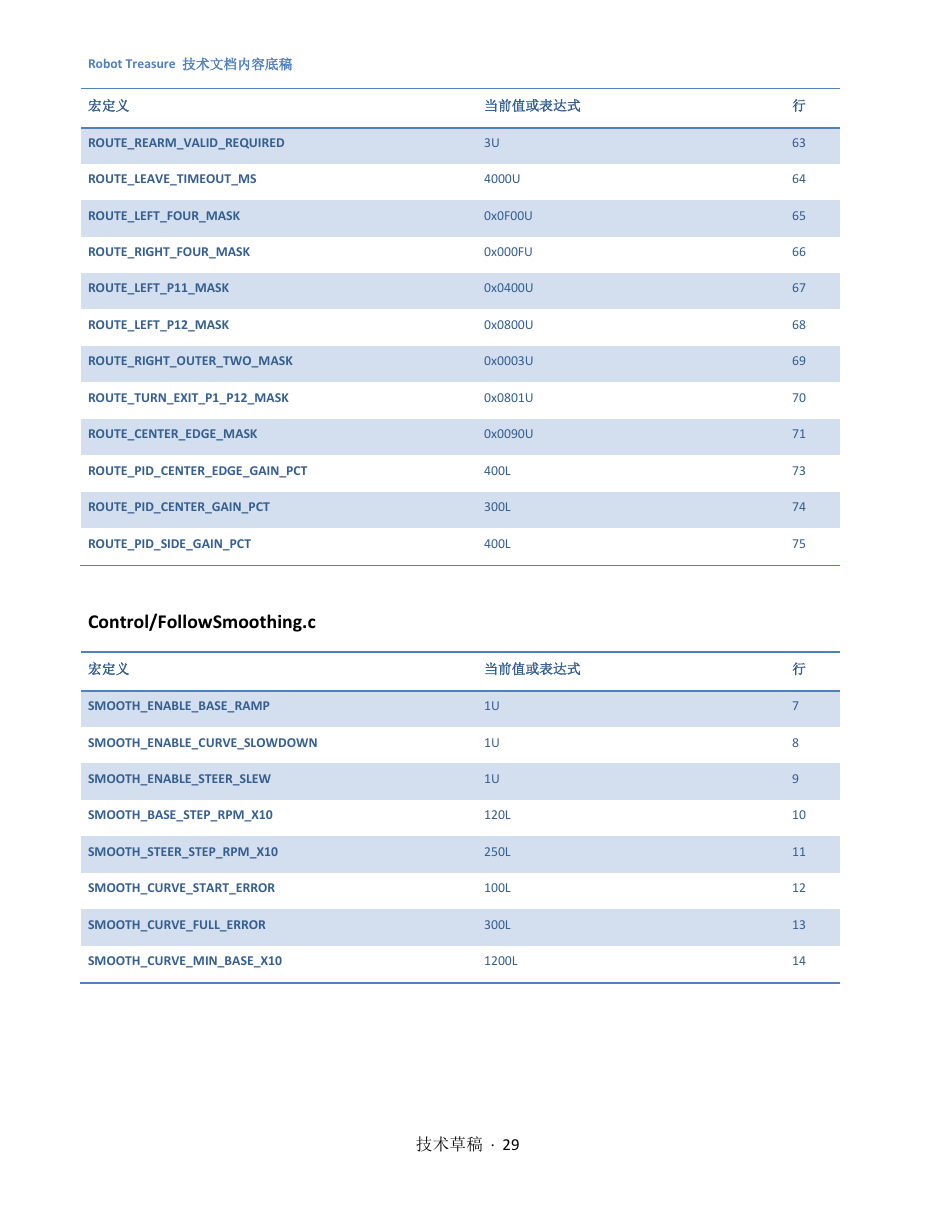 Robot Treasure 技术文档内容底稿
宏定义 当前值或表达式 行
ROUTE_REARM_VALID_REQUIRED 3U 63
ROUTE_LEAVE_TIMEOUT_MS 4000U 64
ROUTE_LEFT_FOUR_MASK 0x0F00U 65
ROUTE_RIGHT_FOUR_MASK 0x000FU 66
ROUTE_LEFT_P11_MASK 0x0400U 67
ROUTE_LEFT_P12_MASK 0x0800U 68
ROUTE_RIGHT_OUTER_TWO_MASK 0x0003U 69
ROUTE_TURN_EXIT_P1_P12_MASK 0x0801U 70
ROUTE_CENTER_EDGE_MASK 0x0090U 71
ROUTE_PID_CENTER_EDGE_GAIN_PCT 400L 73
ROUTE_PID_CENTER_GAIN_PCT 300L 74
ROUTE_PID_SIDE_GAIN_PCT 400L 75
Control/FollowSmoothing.c
宏定义 当前值或表达式 行
SMOOTH_ENABLE_BASE_RAMP 1U 7
SMOOTH_ENABLE_CURVE_SLOWDOWN 1U 8
SMOOTH_ENABLE_STEER_SLEW 1U 9
SMOOTH_BASE_STEP_RPM_X10 120L 10
SMOOTH_STEER_STEP_RPM_X10 250L 11
SMOOTH_CURVE_START_ERROR 100L 12
SMOOTH_CURVE_FULL_ERROR 300L 13
SMOOTH_CURVE_MIN_BASE_X10 1200L 14
技术草稿 · 29